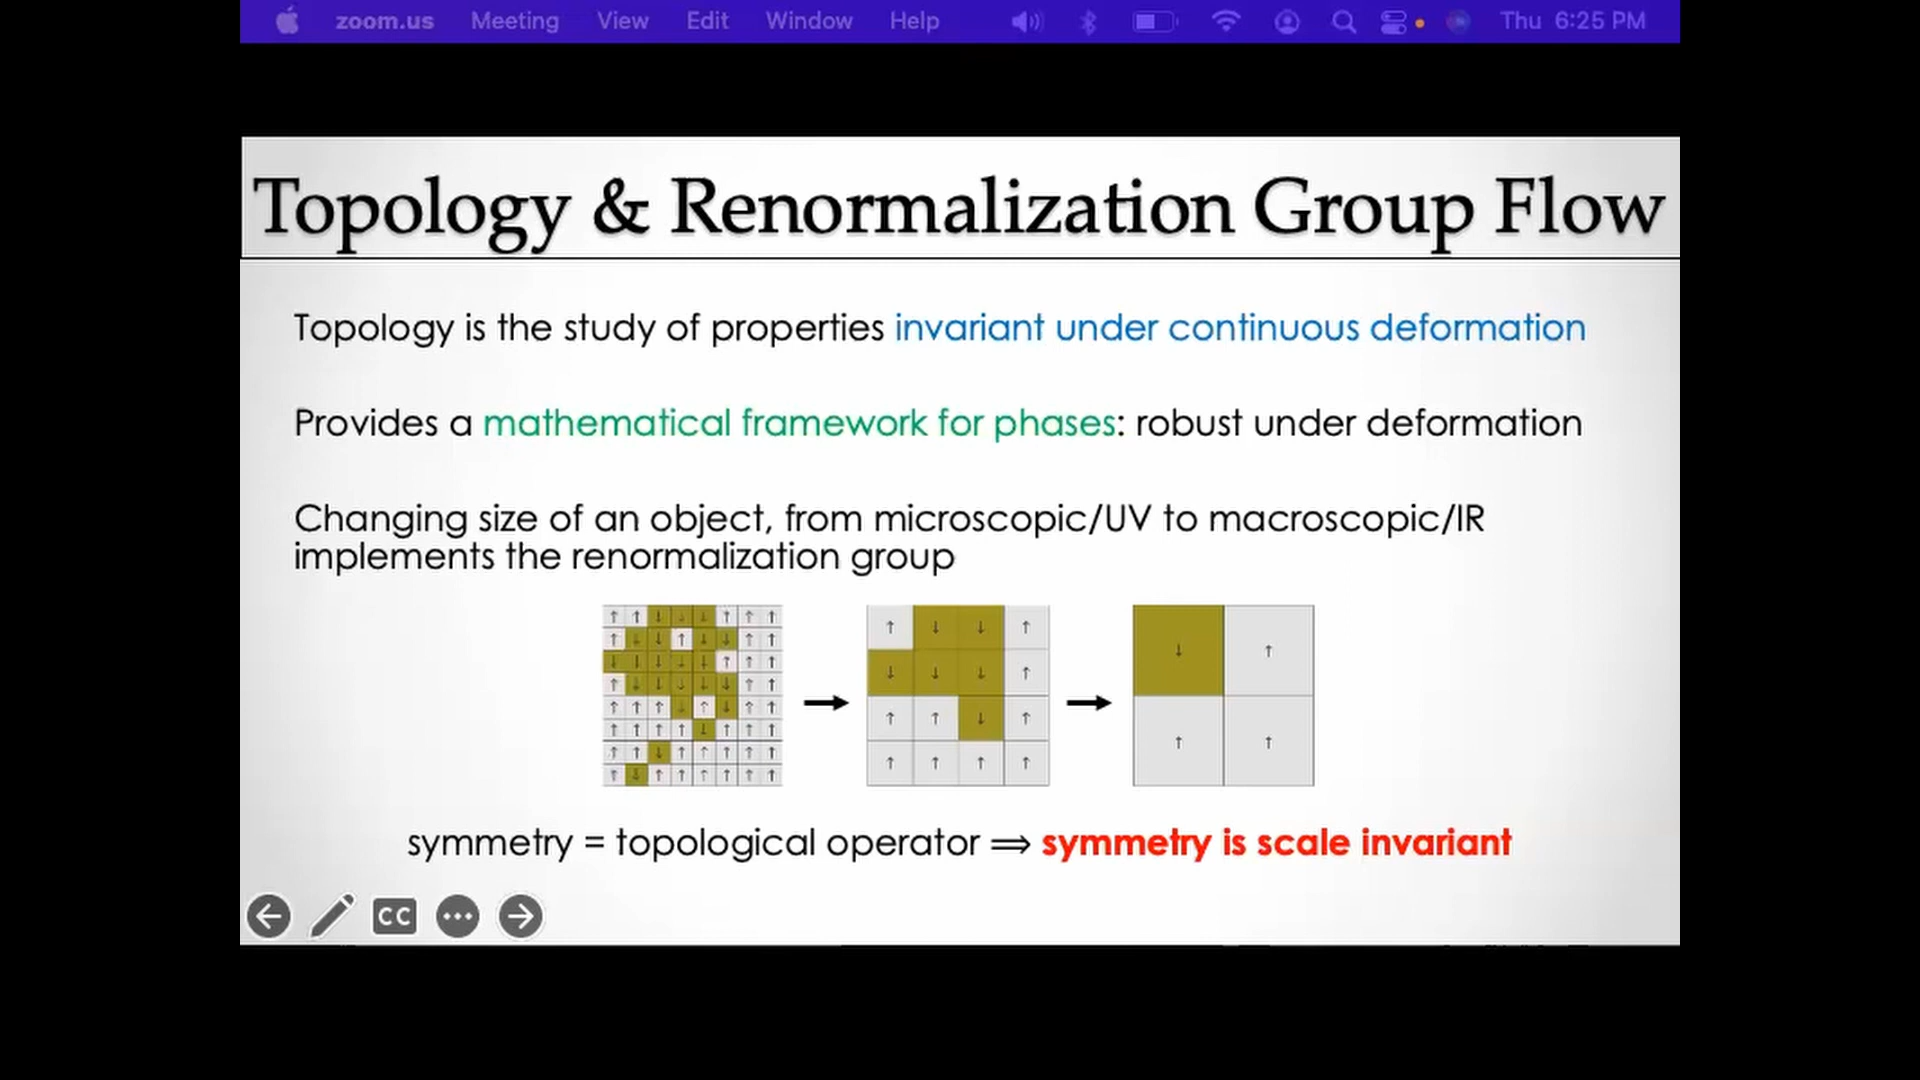 zoom.us Meeting View Edit Window Help Thu 6:25 PM
Topology & Renormalization Group Flow
Topology is the study of properties invariant under continuous deformation
Provides a mathematical framework for phases: robust under deformation
Changing size of an object, from microscopic/UV to macroscopic/IR
implements the renormalization group
↑ ↑ ↓ ↓ ↓ ↑ ↑ ↑
↑ ↓ ↓ ↑ ↓ ↓ ↑ ↑
↓ ↓ ↓ ↓ ↓ ↑ ↑ ↑
↑ ↓ ↓ ↓ ↓ ↓ ↑ ↑
↑ ↑ ↑ ↓ ↑ ↓ ↑ ↑
↑ ↑ ↑ ↑ ↓ ↑ ↑ ↑
↑ ↑ ↓ ↑ ↑ ↑ ↑ ↑
↑ ↓ ↑ ↑ ↑ ↑ ↑ ↑
↑ ↓ ↓ ↑
↓ ↓ ↓ ↑
↑ ↑ ↓ ↑
↑ ↑ ↑ ↑
↓ ↑
↑ ↑
symmetry = topological operator ⟹ symmetry is scale invariant
CC